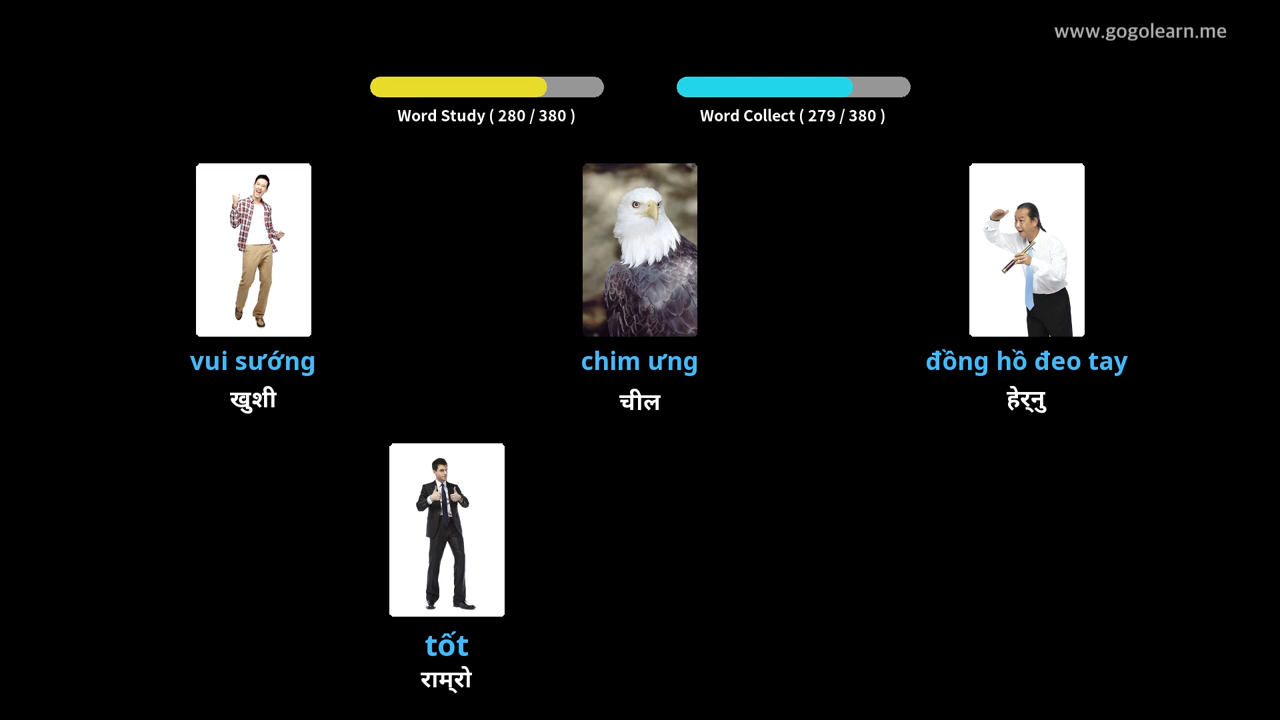 www.gogolearn.me
Word Study ( 280 / 380 )
Word Collect ( 279 / 380 )
vui sướng
chim ưng
đồng hồ đeo tay
खुशी
चील
हेर्नु
tốt
राम्रो